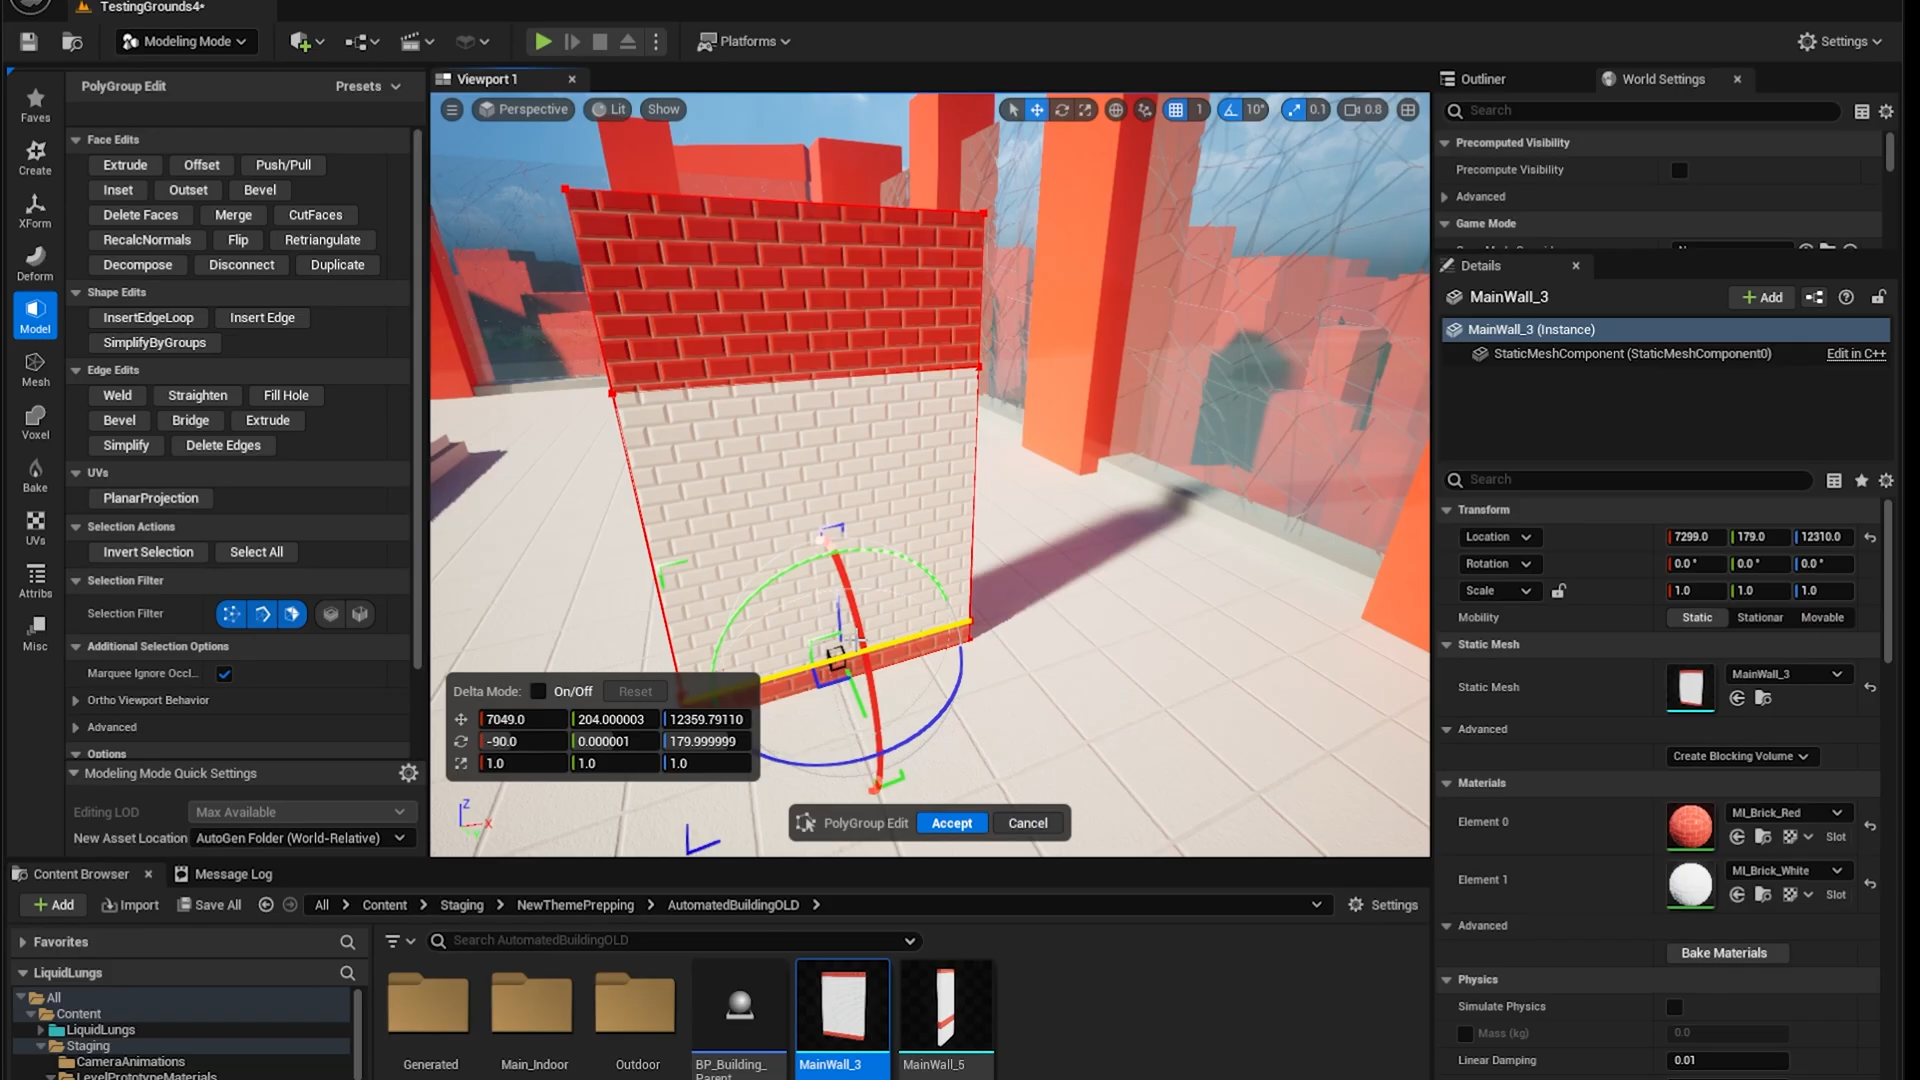 TestingGrounds4*
Modeling Mode
Platforms
Settings
PolyGroup Edit
Presets
Viewport 1
Outliner
World Settings
Faves
Create
XForm
Deform
Model
Mesh
Voxel
Bake
UVs
Attribs
Misc
Face Edits
Extrude Offset Push/Pull
Inset Outset Bevel
Delete Faces Merge CutFaces
RecalcNormals Flip Retriangulate
Decompose Disconnect Duplicate
Shape Edits
InsertEdgeLoop Insert Edge
SimplifyByGroups
Edge Edits
Weld Straighten Fill Hole
Bevel Bridge Extrude
Simplify Delete Edges
UVs
PlanarProjection
Selection Actions
Invert Selection Select All
Selection Filter
Selection Filter
Additional Selection Options
Marquee Ignore Occl...
Ortho Viewport Behavior
Advanced
Options
Modeling Mode Quick Settings
Editing LOD Max Available
New Asset Location AutoGen Folder (World-Relative)
Perspective Lit Show
1 10° 0.1 0.8
Delta Mode: On/Off Reset
7049.0 204.000003 12359.79110
-90.0 0.000001 179.999999
1.0 1.0 1.0
Z
X
PolyGroup Edit Accept Cancel
Search
Precomputed Visibility
Precompute Visibility
Advanced
Game Mode
Details
MainWall_3
Add
MainWall_3 (Instance)
StaticMeshComponent (StaticMeshComponent0) Edit in C++
Search
Transform
Location 7299.0 179.0 12310.0
Rotation 0.0° 0.0° 0.0°
Scale 1.0 1.0 1.0
Mobility Static Stationar Movable
Static Mesh
Static Mesh MainWall_3
Advanced
Create Blocking Volume
Materials
Element 0 MI_Brick_Red
Slot
Element 1 MI_Brick_White
Slot
Advanced
Bake Materials
Physics
Simulate Physics
Mass (kg) 0.0
Linear Damping 0.01
Content Browser
Message Log
Add Import Save All
All Content Staging NewThemePrepping AutomatedBuildingOLD
Settings
Favorites
Search AutomatedBuildingOLD
LiquidLungs
All
Content
LiquidLungs
Staging
CameraAnimations
LevelPrototypeMaterials
Generated
Main_Indoor
Outdoor
BP_Building_
Parent
MainWall_3
MainWall_5